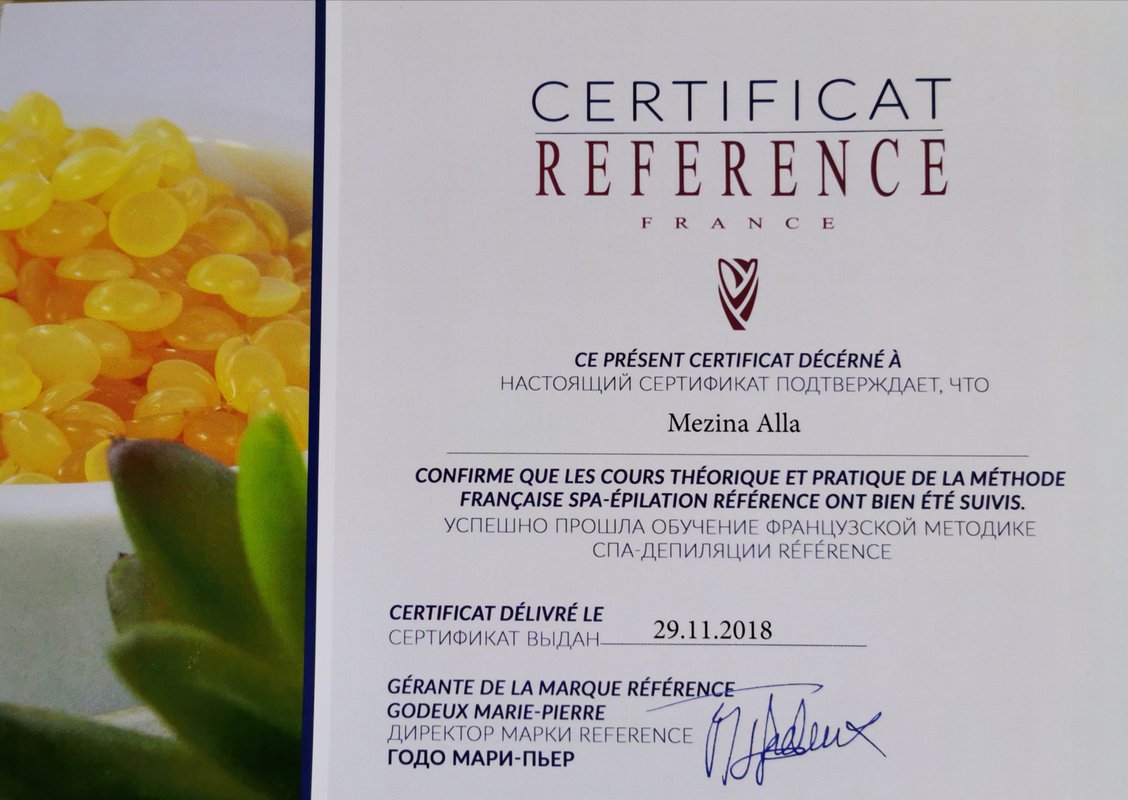 CERTIFICAT
REFERENCE
FRANCE
CE PRÉSENT CERTIFICAT DÉCÉRNÉ À
НАСТОЯЩИЙ СЕРТИФИКАТ ПОДТВЕРЖДАЕТ, ЧТО
Mezina Alla
CONFIRME QUE LES COURS THÉORIQUE ET PRATIQUE DE LA MÉTHODE
FRANÇAISE SPA-ÉPILATION RÉFÉRENCE ONT BIEN ÉTÉ SUIVIS.
УСПЕШНО ПРОШЛА ОБУЧЕНИЕ ФРАНЦУЗСКОЙ МЕТОДИКЕ
СПА-ДЕПИЛЯЦИИ RÉFÉRENCE
CERTIFICAT DÉLIVRÉ LE
СЕРТИФИКАТ ВЫДАН 29.11.2018
GÉRANTE DE LA MARQUE RÉFÉRENCE
GODEUX MARIE-PIERRE
ДИРЕКТОР МАРКИ REFERENCE
ГОДО МАРИ-ПЬЕР